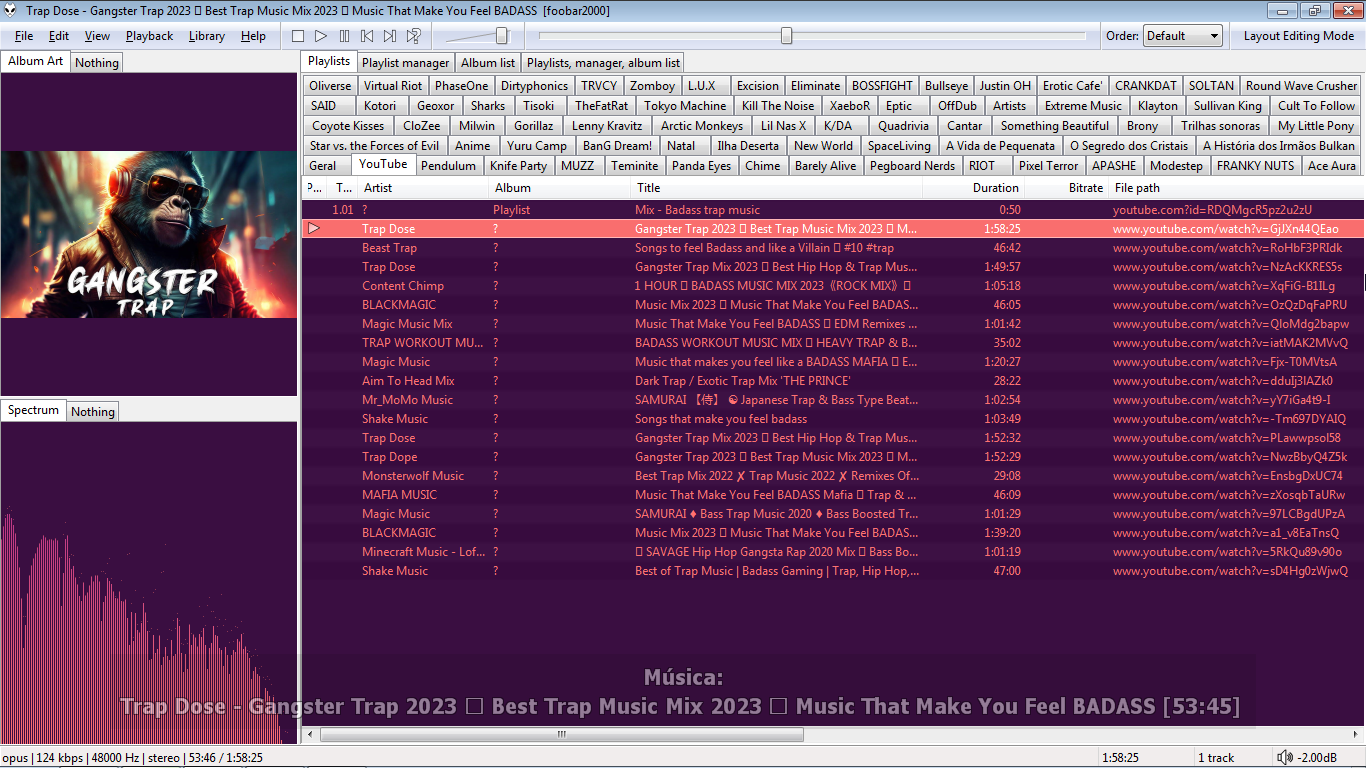 Trap Dose - Gangster Trap 2023 ▯ Best Trap Music Mix 2023 ▯ Music That Make You Feel BADASS [foobar2000]
File Edit View Playback Library Help Order: Default Layout Editing Mode
Album Art Nothing
Playlists Playlist manager Album list Playlists, manager, album list
Oliverse Virtual Riot PhaseOne Dirtyphonics TRVCY Zomboy L.U.X Excision Eliminate BOSSFIGHT Bullseye Justin OH Erotic Cafe' CRANKDAT SOLTAN Round Wave Crusher
SAID Kotori Geoxor Sharks Tisoki TheFatRat Tokyo Machine Kill The Noise XaeboR Eptic OffDub Artists Extreme Music Klayton Sullivan King Cult To Follow
Coyote Kisses CloZee Milwin Gorillaz Lenny Kravitz Arctic Monkeys Lil Nas X K/DA Quadrivia Cantar Something Beautiful Brony Trilhas sonoras My Little Pony
Star vs. the Forces of Evil Anime Yuru Camp BanG Dream! Natal Ilha Deserta New World SpaceLiving A Vida de Pequenata O Segredo dos Cristais A História dos Irmãos Bulkan
Geral YouTube Pendulum Knife Party MUZZ Teminite Panda Eyes Chime Barely Alive Pegboard Nerds RIOT Pixel Terror APASHE Modestep FRANKY NUTS Ace Aura
P... T... Artist Album Title Duration Bitrate File path
1.01 ? Playlist Mix - Badass trap music 0:50 youtube.com?id=RDQMgcR5pz2u2zU
Trap Dose ? Gangster Trap 2023 ▯ Best Trap Music Mix 2023 ▯ M... 1:58:25 www.youtube.com/watch?v=GjJXn44QEao
Beast Trap ? Songs to feel Badass and like a Villain ▯ #10 #trap 46:42 www.youtube.com/watch?v=RoHbF3PRIdk
Trap Dose ? Gangster Trap Mix 2023 ▯ Best Hip Hop & Trap Mus... 1:49:57 www.youtube.com/watch?v=NzAcKKRES5s
Content Chimp ? 1 HOUR ▯ BADASS MUSIC MIX 2023《ROCK MIX》▯ 1:05:18 www.youtube.com/watch?v=XqFiG-B1ILg
BLACKMAGIC ? Music Mix 2023 ▯ Music That Make You Feel BADAS... 46:05 www.youtube.com/watch?v=OzQzDqFaPRU
Magic Music Mix ? Music That Make You Feel BADASS ▯ EDM Remixes ... 1:01:42 www.youtube.com/watch?v=QIoMdg2bapw
TRAP WORKOUT MU... ? BADASS WORKOUT MUSIC MIX ▯ HEAVY TRAP & B... 35:02 www.youtube.com/watch?v=iatMAK2MVvQ
Magic Music ? Music that makes you feel like a BADASS MAFIA ▯ E... 1:20:27 www.youtube.com/watch?v=Fjx-T0MVtsA
Aim To Head Mix ? Dark Trap / Exotic Trap Mix 'THE PRINCE' 28:22 www.youtube.com/watch?v=dduIj3lAZk0
Mr_MoMo Music ? SAMURAI 【侍】 ☯ Japanese Trap & Bass Type Beat... 1:02:54 www.youtube.com/watch?v=yY7iGa4t9-I
Shake Music ? Songs that make you feel badass 1:03:49 www.youtube.com/watch?v=-Tm697DYAIQ
Trap Dose ? Gangster Trap Mix 2023 ▯ Best Hip Hop & Trap Mus... 1:52:32 www.youtube.com/watch?v=PLawwpsol58
Trap Dope ? Gangster Trap 2023 ▯ Best Trap Music Mix 2023 ▯ M... 1:52:29 www.youtube.com/watch?v=NwzBbyQ4Z5k
Monsterwolf Music ? Best Trap Mix 2022 ✗ Trap Music 2022 ✗ Remixes Of... 29:08 www.youtube.com/watch?v=EnsbgDxUC74
MAFIA MUSIC ? Music That Make You Feel BADASS Mafia ▯ Trap & ... 46:09 www.youtube.com/watch?v=zXosqbTaURw
Magic Music ? SAMURAI ♦ Bass Trap Music 2020 ♦ Bass Boosted Tr... 1:01:29 www.youtube.com/watch?v=97LCBgdUPzA
BLACKMAGIC ? Music Mix 2023 ▯ Music That Make You Feel BADAS... 1:39:20 www.youtube.com/watch?v=a1_v8EaTnsQ
Minecraft Music - Lof... ? ▯ SAVAGE Hip Hop Gangsta Rap 2020 Mix ▯ Bass Bo... 1:01:19 www.youtube.com/watch?v=5RkQu89v90o
Shake Music ? Best of Trap Music | Badass Gaming | Trap, Hip Hop,... 47:00 www.youtube.com/watch?v=sD4Hg0zWjwQ
GANGSTER
TRAP
Spectrum Nothing
Música:
Trap Dose - Gangster Trap 2023 ▯ Best Trap Music Mix 2023 ▯ Music That Make You Feel BADASS [53:45]
opus | 124 kbps | 48000 Hz | stereo | 53:46 / 1:58:25 1:58:25 1 track -2.00dB